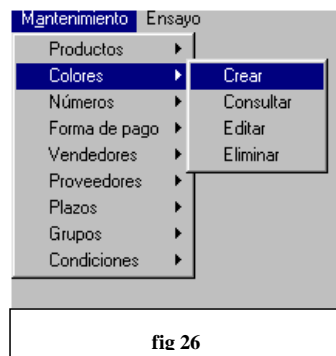 Mantenimiento Ensayo
Productos
Colores
Números
Forma de pago
Vendedores
Proveedores
Plazos
Grupos
Condiciones
Crear
Consultar
Editar
Eliminar
fig 26